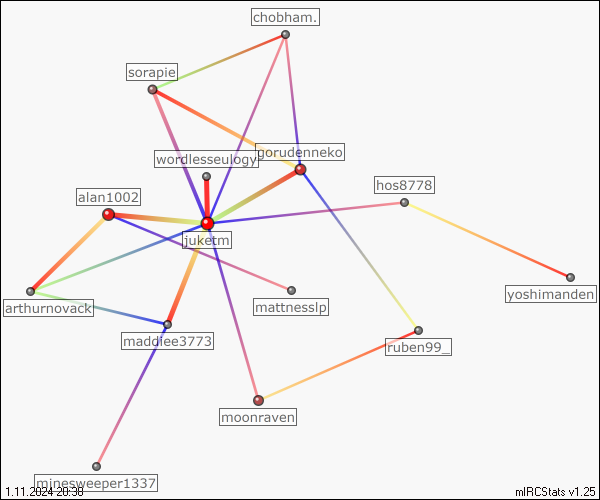 chobham.
sorapie
wordlesseulogy
gorudenneko
hos8778
alan1002
juketm
yoshimanden
mattnesslp
arthurnovack
maddiee3773
ruben99_
moonraven
minesweeper1337
1.11.2024 20:38
mIRCStats v1.25